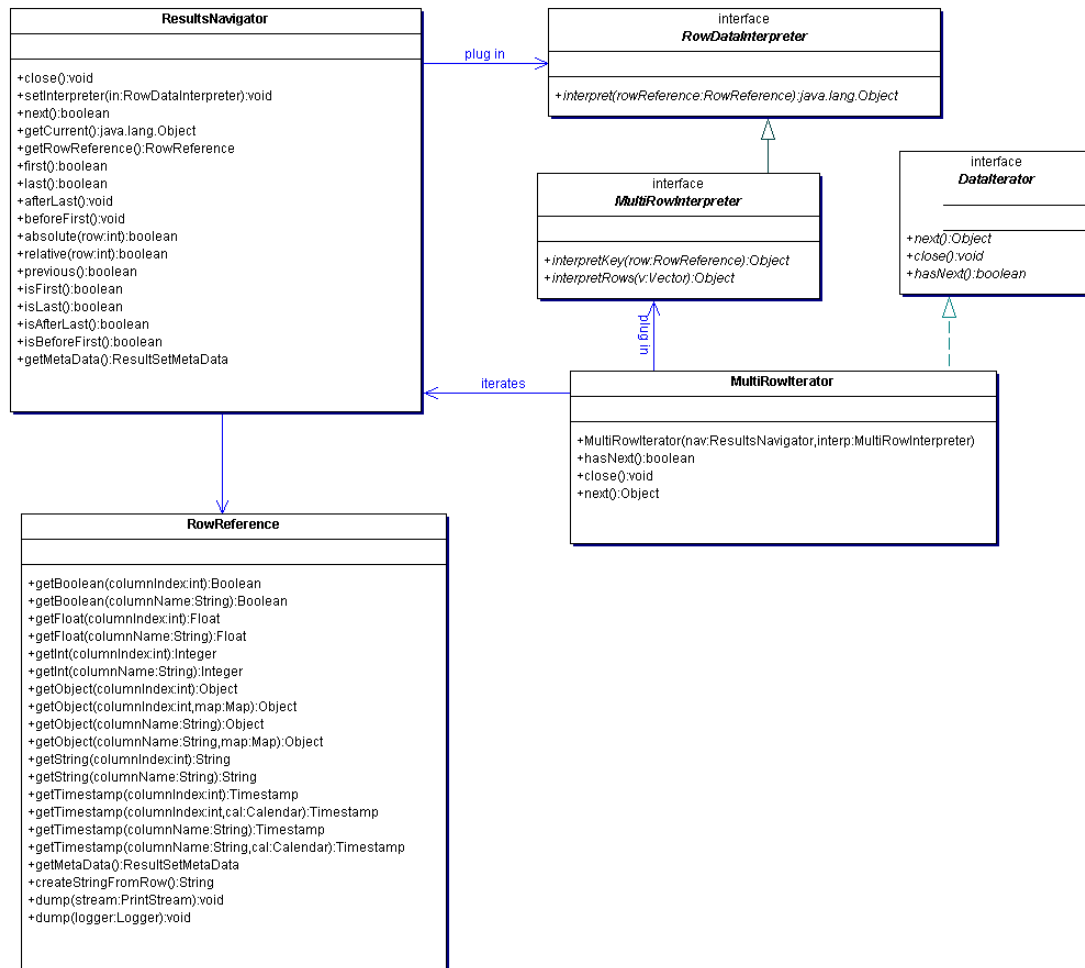 ResultsNavigator
+close():void
+setInterpreter(in:RowDataInterpreter):void
+next():boolean
+getCurrent():java.lang.Object
+getRowReference():RowReference
+first():boolean
+last():boolean
+afterLast():void
+beforeFirst():void
+absolute(row:int):boolean
+relative(row:int):boolean
+previous():boolean
+isFirst():boolean
+isLast():boolean
+isAfterLast():boolean
+isBeforeFirst():boolean
+getMetaData():ResultSetMetaData
plug in
interface
RowDataInterpreter
+interpret(rowReference:RowReference):java.lang.Object
interface
MultiRowInterpreter
+interpretKey(row:RowReference):Object
+interpretRows(v:Vector):Object
interface
DataIterator
+next():Object
+close():void
+hasNext():boolean
plug in
iterates
MultiRowIterator
+MultiRowIterator(nav:ResultsNavigator,interp:MultiRowInterpreter)
+hasNext():boolean
+close():void
+next():Object
RowReference
+getBoolean(columnIndex:int):Boolean
+getBoolean(columnName:String):Boolean
+getFloat(columnIndex:int):Float
+getFloat(columnName:String):Float
+getInt(columnIndex:int):Integer
+getInt(columnName:String):Integer
+getObject(columnIndex:int):Object
+getObject(columnIndex:int,map:Map):Object
+getObject(columnName:String):Object
+getObject(columnName:String,map:Map):Object
+getString(columnIndex:int):String
+getString(columnName:String):String
+getTimestamp(columnIndex:int):Timestamp
+getTimestamp(columnIndex:int,cal:Calendar):Timestamp
+getTimestamp(columnName:String):Timestamp
+getTimestamp(columnName:String,cal:Calendar):Timestamp
+getMetaData():ResultSetMetaData
+createStringFromRow():String
+dump(stream:PrintStream):void
+dump(logger:Logger):void